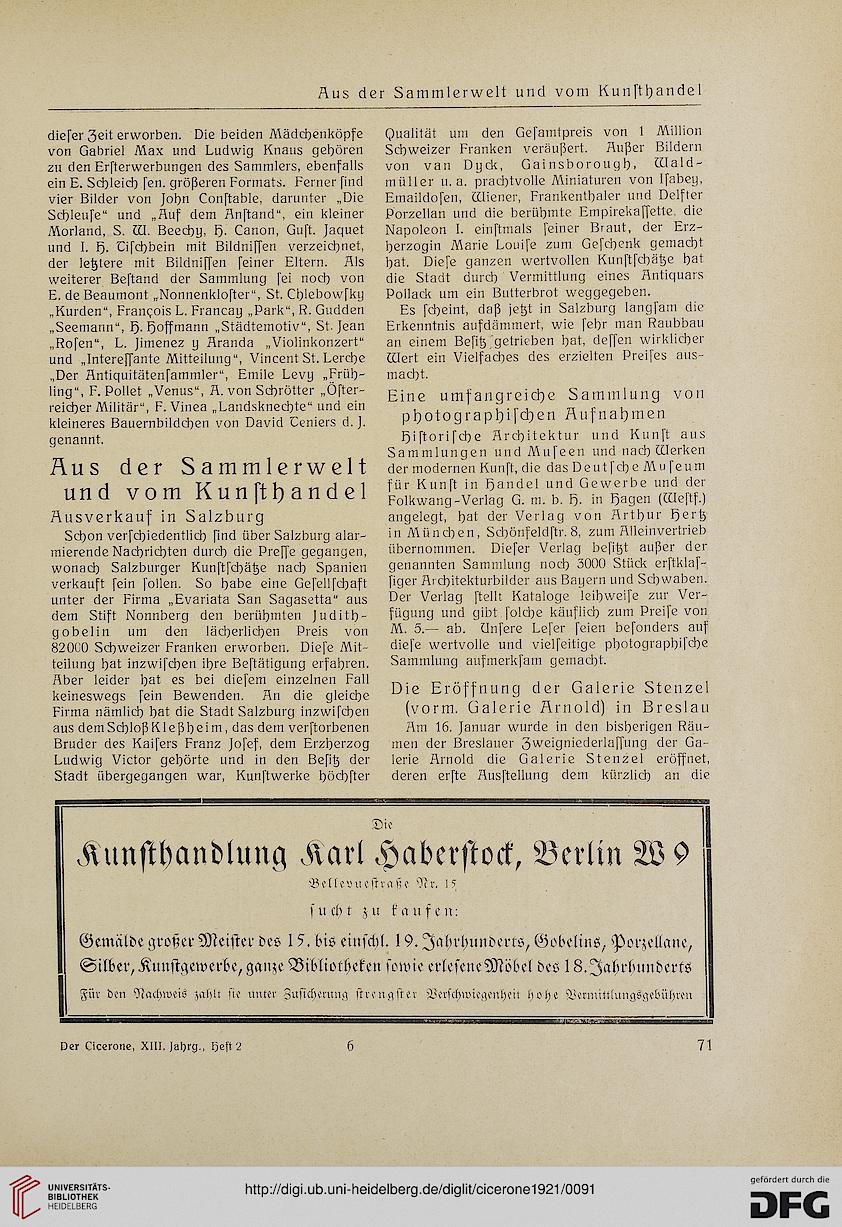 Aus der Sammlerwelt und vom Kunſthandel
dieſer Zeit erworben. Die beiden Mädchenköpfe
von Gabriel Max und Ludwig Knaus gehören
zu den Erſterwerbungen des Sammlers, ebenfalls
ein E. Schleich ſen. größeren Formats. Ferner ſind
vier Bilder von John Conſtable, darunter „Die
Schleuſe“ und „Auf dem Anſtand“, ein kleiner
Morland, S. W. Beechy, H. Canon, Guſt. Jaquet
und I. H. Tiſchbein mit Bildniſſen verzeichnet,
der letztere mit Bildniſſen ſeiner Eltern. Als
weiterer Beſtand der Sammlung ſei noch von
E. de Beaumont „Nonnenkloſter“, St. Chlebowſky
„Kurden“, François L. Francay „Park“, R. Gudden
„Seemann“, H. Hoffmann „Städtemotiv“, St. Jean
„Roſen“, L. Jimenez y Aranda „Violinkonzert“
und „Intereſſante Mitteilung“, Vincent St. Lerche
„Der Antiquitätenſammler“, Emile Levy „Früh-
ling“, F. Pollet „Venus“, A. von Schrötter „Öſter-
reicher Militär“, F. Vinea „Landsknechte“ und ein
kleineres Bauernbildchen von David Teniers d. J.
genannt.
Aus der Sammlerwelt
und vom Kunſthandel
Ausverkauf in Salzburg
Schon verſchiedentlich ſind über Salzburg alar-
mierende Nachrichten durch die Preſſe gegangen,
wonach Salzburger Kunſtſchätze nach Spanien
verkauft ſein ſollen. So habe eine Geſellſchaft
unter der Firma „Evariata San Sagasetta“ aus
dem Stift Nonnberg den berühmten Judith-
gobelin um den lächerlichen Preis von
82000 Schweizer Franken erworben. Dieſe Mit-
teilung hat inzwiſchen ihre Beſtätigung erfahren.
Aber leider hat es bei dieſem einzelnen Fall
keineswegs ſein Bewenden. An die gleiche
Firma nämlich hat die Stadt Salzburg inzwiſchen
aus dem Schloß Kleßheim, das dem verſtorbenen
Bruder des Kaiſers Franz Joſef, dem Erzherzog
Ludwig Victor gehörte und in den Beſitz der
Stadt übergegangen war, Kunſtwerke höchſter
Qualität um den Geſamtpreis von 1 Million
Schweizer Franken veräußert. Außer Bildern
von van Dyck, Gainsborough, Wald-
müller u. a. prachtvolle Miniaturen von Iſabey,
Emaildoſen, Wiener, Frankenthaler und Delfter
Porzellan und die berühmte Empirekaſſette, die
Napoleon I. einſtmals ſeiner Braut, der Erz-
herzogin Marie Louiſe zum Geſchenk gemacht
hat. Dieſe ganzen wertvollen Kunſtſchätze hat
die Stadt durch Vermittlung eines Antiquars
Pollack um ein Butterbrot weggegeben.
Es ſcheint, daß jetzt in Salzburg langſam die
Erkenntnis aufdämmert, wie ſehr man Raubbau
an einem Beſitz getrieben hat, deſſen wirklicher
Wert ein Vielfaches des erzielten Preiſes aus-
macht.
Eine umfangreiche Sammlung von
photographiſchen Aufnahmen
Hiſtoriſche Architektur und Kunſt aus
Sammlungen und Muſeen und nach Werken
der modernen Kunſt, die das Deutſche Muſeum
für Kunſt in Handel und Gewerbe und der
Folkwang-Verlag G. m. b. H. in Hagen (Weſtf.)
angelegt, hat der Verlag von Arthur Hertz
in München, Schönfeldſtr. 8, zum Alleinvertrieb
übernommen. Dieſer Verlag beſitzt außer der
genannten Sammlung noch 3000 Stück erſtklaſ-
ſiger Architekturbilder aus Bayern und Schwaben.
Der Verlag ſtellt Kataloge leihweiſe zur Ver-
fügung und gibt ſolche käuflich zum Preiſe von
M. 5.— ab. Unſere Leſer ſeien beſonders auf
dieſe wertvolle und vielſeitige photographiſche
Sammlung aufmerkſam gemacht.
Die Eröffnung der Galerie Stenzel
(vorm. Galerie Arnold) in Breslau
Am 16. Januar wurde in den bisherigen Räu-
men der Breslauer Zweigniederlaſſung der Ga-
lerie Arnold die Galerie Stenzel eröffnet,
deren erſte Ausſtellung dem kürzlich an die
Die
Kunſthandlung Karl Haberſtock, Berlin W 9
Bellevueſtraße Nr. 15
ſucht zu kaufen:
Gemälde großer Meiſter des 15. bis einſchl. 19. Jahrhunderts, Gobelins, Porzellane,
Silber, Kunſtgewerbe, ganze Bibliotheken ſowie erleſene Möbel des 18. Jahrhunderts
Für den Nachweis zahlt ſie unter Zuſicherung ſtrengſter Verſchwiegenheit hohe Vermittlungsgebühren
Der Cicerone, XIII. Jahrg., Heft 2
6
71
UNIVERSITÄTS-
BIBLIOTHEK
HEIDELBERG
http://digi.ub.uni-heidelberg.de/diglit/cicerone1921/0091
gefördert durch die
DFG